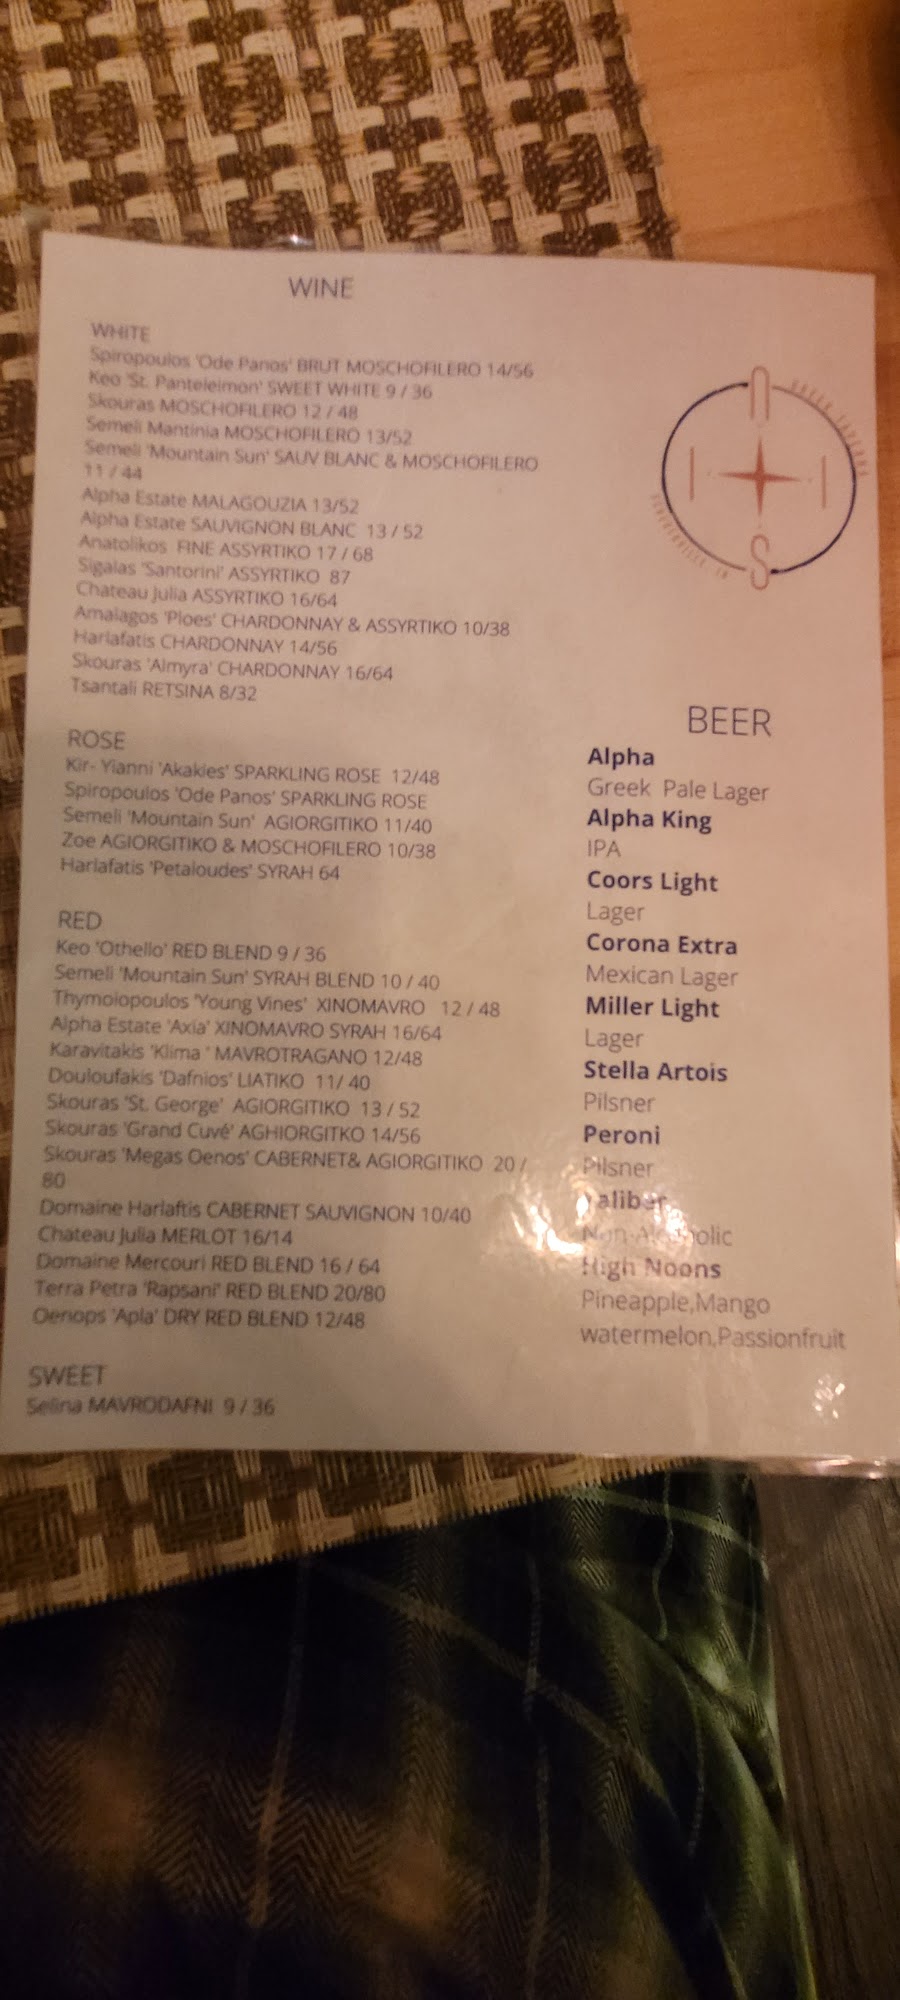 WINE
WHITE
Spiropoulos 'Ode Panos' BRUT MOSCHOFILERO 14/56
Keo 'St. Panteleimon' SWEET WHITE 9 / 36
Skouras MOSCHOFILERO 12 / 48
Semeli Mantinia MOSCHOFILERO 13/52
Semeli 'Mountain Sun' SAUV BLANC & MOSCHOFILERO
11 / 44
Alpha Estate MALAGOUZIA 13/52
Alpha Estate SAUVIGNON BLANC 13 / 52
Anatolikos FINE ASSYRTIKO 17 / 68
Sigalas 'Santorini' ASSYRTIKO 87
Chateau Julia ASSYRTIKO 16/64
Amalagos 'Ploes' CHARDONNAY & ASSYRTIKO 10/38
Harlafatis CHARDONNAY 14/56
Skouras 'Almyra' CHARDONNAY 16/64
Tsantali RETSINA 8/32
ROSE
Kir- Yianni 'Akakies' SPARKLING ROSE 12/48
Spiropoulos 'Ode Panos' SPARKLING ROSE
Semeli 'Mountain Sun' AGIORGITIKO 11/40
Zoe AGIORGITIKO & MOSCHOFILERO 10/38
Harlafatis 'Petaloudes' SYRAH 64
RED
Keo 'Othello' RED BLEND 9 / 36
Semeli 'Mountain Sun' SYRAH BLEND 10 / 40
Thymoiopoulos 'Young Vines' XINOMAVRO 12 / 48
Alpha Estate 'Axia' XINOMAVRO SYRAH 16/64
Karavitakis 'Klima ' MAVROTRAGANO 12/48
Douloufakis 'Dafnios' LIATIKO 11/ 40
Skouras 'St. George' AGIORGITIKO 13 / 52
Skouras 'Grand Cuvé' AGHIORGITKO 14/56
Skouras 'Megas Oenos' CABERNET& AGIORGITIKO 20 /
80
Domaine Harlaftis CABERNET SAUVIGNON 10/40
Chateau Julia MERLOT 16/14
Domaine Mercouri RED BLEND 16 / 64
Terra Petra 'Rapsani' RED BLEND 20/80
Oenops 'Apla' DRY RED BLEND 12/48
SWEET
Selina MAVRODAFNI 9 / 36
BEER
Alpha
Greek Pale Lager
Alpha King
IPA
Coors Light
Lager
Corona Extra
Mexican Lager
Miller Light
Lager
Stella Artois
Pilsner
Peroni
Pilsner
Kaliber
Non-Alcoholic
High Noons
Pineapple,Mango
watermelon,Passionfruit